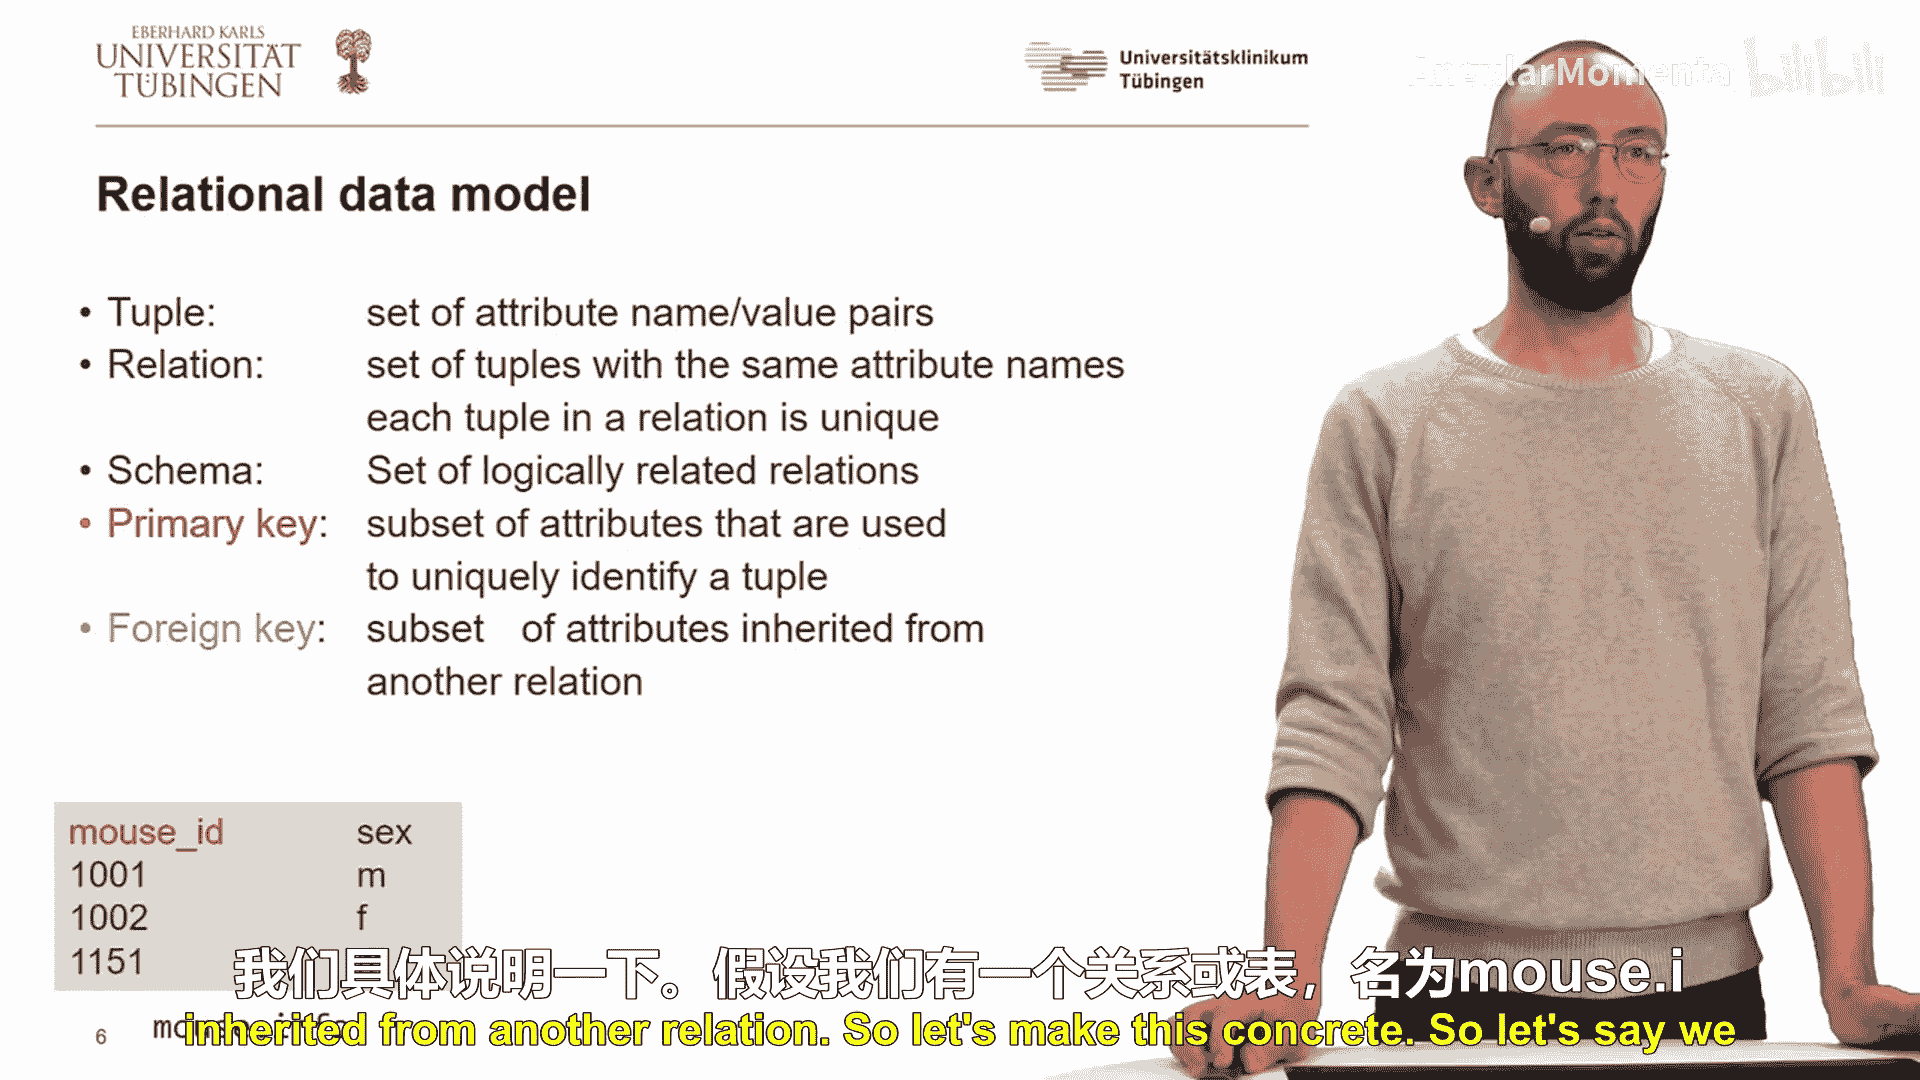 EBERHARD KARLS
UNIVERSITÄT
TÜBINGEN
Universitätsklinikum
Tübingen
bilibili
Relational data model
• Tuple: set of attribute name/value pairs
• Relation: set of tuples with the same attribute names
each tuple in a relation is unique
• Schema: Set of logically related relations
• Primary key: subset of attributes that are used
to uniquely identify a tuple
• Foreign key: subset of attributes inherited from
another relation
mouse_id sex
1001 m
1002 f
1151
我们具体说明一下。假设我们有一个关系或表，名为mouse.i
6
inherited from another relation. So let's make this concrete. So let's say we